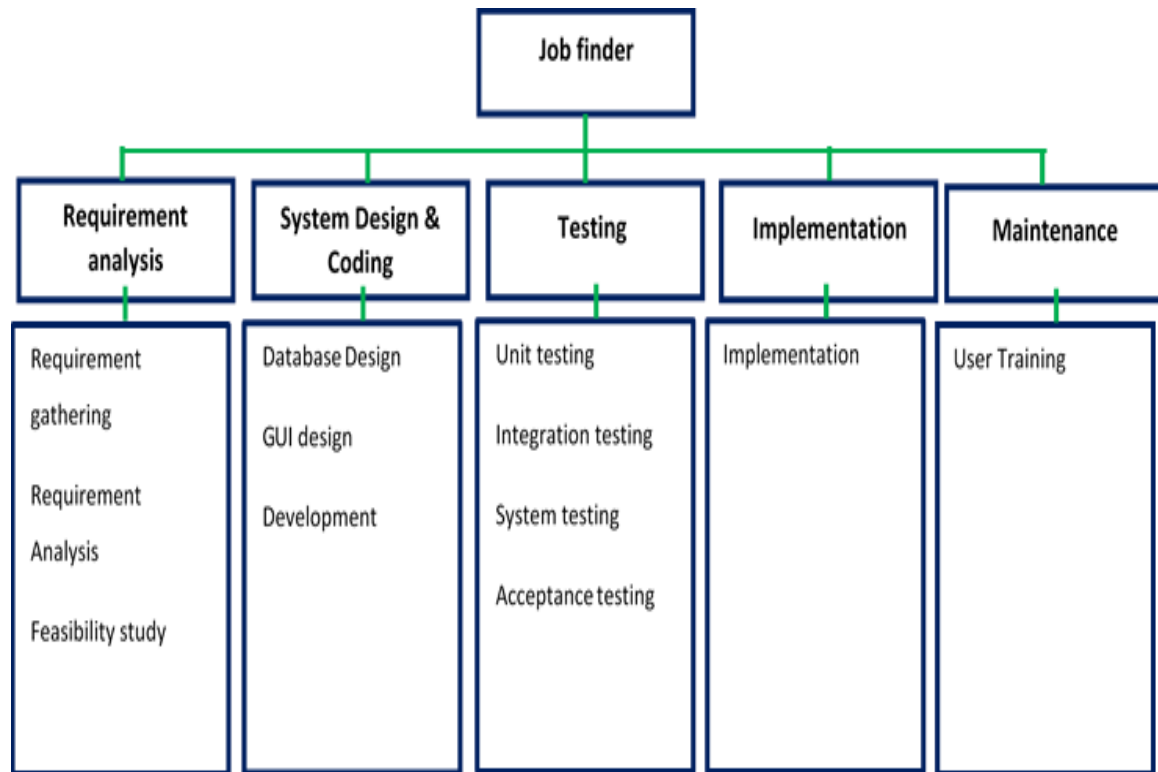 Job finder
Requirement
analysis
System Design &
Coding
Testing
Implementation
Maintenance
Requirement
gathering
Requirement
Analysis
Feasibility study
Database Design
GUI design
Development
Unit testing
Integration testing
System testing
Acceptance testing
Implementation
User Training